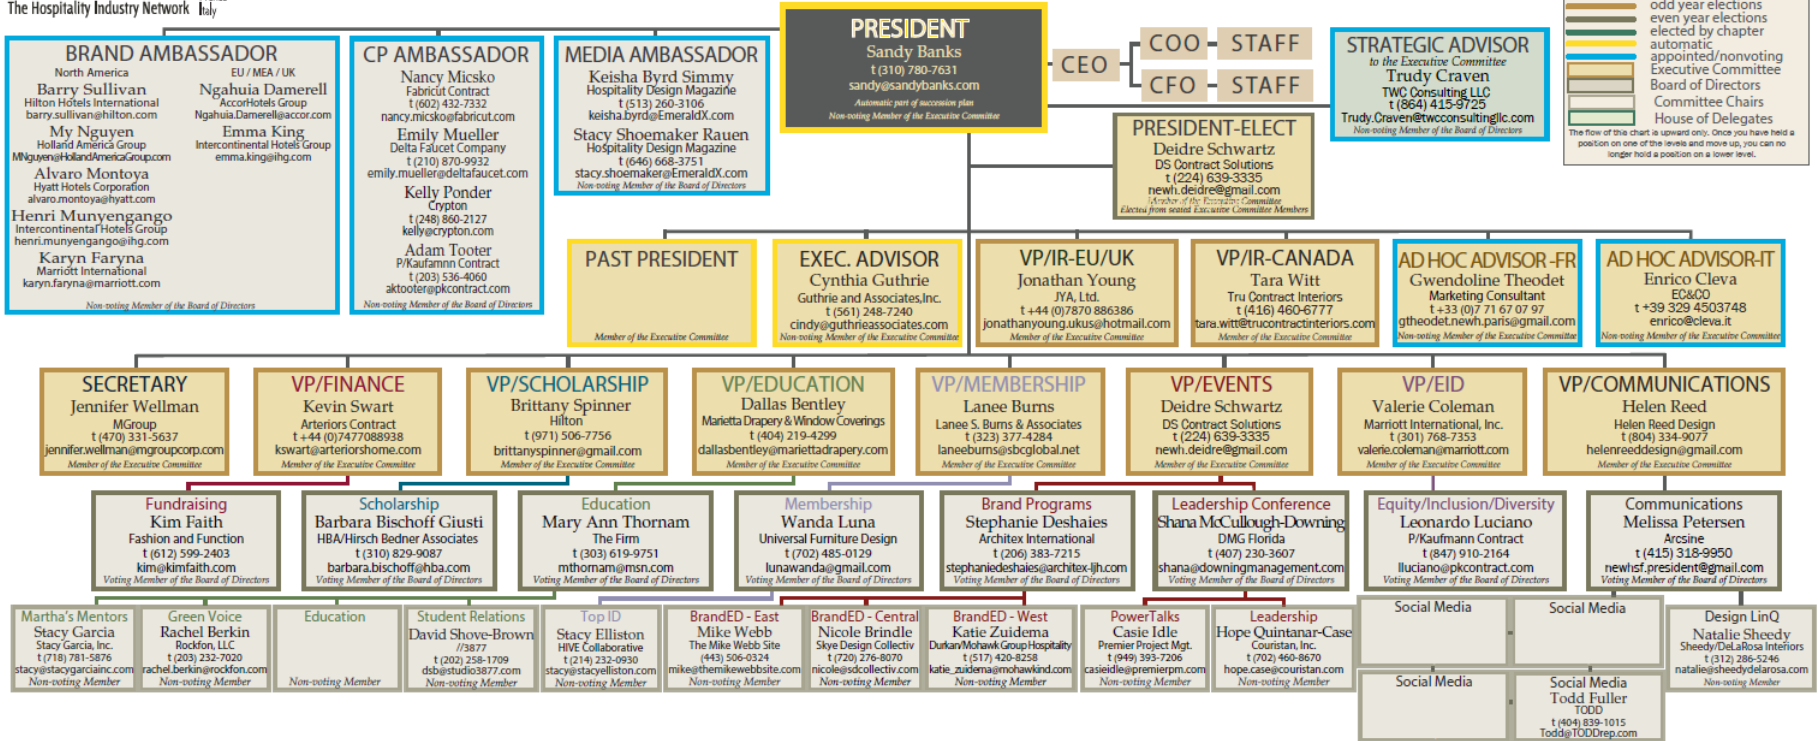 The Hospitality Industry Network
Italy
odd year elections
even year elections
elected by chapter
automatic
appointed/nonvoting
Executive Committee
Board of Directors
Committee Chairs
House of Delegates
The flow of this chart is upward only. Once you have held a
position on one of the levels and move up, you can no
longer hold a position on a lower level.
PRESIDENT
Sandy Banks
t (310) 780-7631
sandy@sandybanks.com
Automatic part of succession plan
Non-voting Member of the Executive Committee
CEO
COO
STAFF
CFO
STAFF
STRATEGIC ADVISOR
to the Executive Committee
Trudy Craven
TWC Consulting LLC
t (864) 415-9725
Trudy.Craven@twcconsultingllc.com
Non-voting Member of the Board of Directors
BRAND AMBASSADOR
North America
Barry Sullivan
Hilton Hotels International
barry.sullivan@hilton.com
My Nguyen
Holland America Group
MNguyen@HollandAmericaGroup.com
Alvaro Montoya
Hyatt Hotels Corporation
alvaro.montoya@hyatt.com
Henri Munyengango
Intercontinental Hotels Group
henri.munyengango@ihg.com
Karyn Faryna
Marriott International
karyn.faryna@marriott.com
EU / MEA / UK
Ngahuia Damerell
AccorHotels Group
Ngahuia.Damerell@accor.com
Emma King
Intercontinental Hotels Group
emma.king@ihg.com
Non-voting Member of the Board of Directors
CP AMBASSADOR
Nancy Micsko
Fabricut Contract
t (602) 432-7332
nancy.micsko@fabricut.com
Emily Mueller
Delta Faucet Company
t (210) 870-9932
emily.mueller@deltafaucet.com
Kelly Ponder
Crypton
t (248) 860-2127
kelly@crypton.com
Adam Tooter
P/Kaufamnn Contract
t (203) 536-4060
aktooter@pkcontract.com
Non-voting Member of the Board of Directors
MEDIA AMBASSADOR
Keisha Byrd Simmy
Hospitality Design Magazine
t (513) 260-3106
keisha.byrd@EmeraldX.com
Stacy Shoemaker Rauen
Hospitality Design Magazine
t (646) 668-3751
stacy.shoemaker@EmeraldX.com
Non-voting Member of the Board of Directors
PRESIDENT-ELECT
Deidre Schwartz
DS Contract Solutions
t (224) 639-3335
newh.deidre@gmail.com
Member of the Executive Committee
Elected from seated Executive Committee Members
PAST PRESIDENT
Member of the Executive Committee
EXEC. ADVISOR
Cynthia Guthrie
Guthrie and Associates,Inc.
t (561) 248-7240
cindy@guthrieassociates.com
Non-voting Member of the Executive Committee
VP/IR-EU/UK
Jonathan Young
JYA, Ltd.
t +44 (0)7870 886386
jonathanyoung.ukus@hotmail.com
Member of the Executive Committee
VP/IR-CANADA
Tara Witt
Tru Contract Interiors
t (416) 460-6777
tara.witt@trucontractinteriors.com
Member of the Executive Committee
AD HOC ADVISOR -FR
Gwendoline Theodet
Marketing Consultant
t +33 (0)7 71 67 07 97
gtheodet.newh.paris@gmail.com
Non-voting Member of the Executive Committee
AD HOC ADVISOR-IT
Enrico Cleva
EC&CO
t +39 329 4503748
enrico@cleva.it
Non-voting Member of the Executive Committee
SECRETARY
Jennifer Wellman
MGroup
t (470) 331-5637
jennifer.wellman@mgroupcorp.com
Member of the Executive Committee
VP/FINANCE
Kevin Swart
Arteriors Contract
t +44 (0)7477088938
kswart@arteriorshome.com
Member of the Executive Committee
VP/SCHOLARSHIP
Brittany Spinner
Hilton
t (971) 506-7756
brittanyspinner@gmail.com
Member of the Executive Committee
VP/EDUCATION
Dallas Bentley
Marietta Drapery & Window Coverings
t (404) 219-4299
dallasbentley@mariettadrapery.com
Member of the Executive Committee
VP/MEMBERSHIP
Lanee Burns
Lanee S. Burns & Associates
t (323) 377-4284
laneeburns@sbcglobal.net
Member of the Executive Committee
VP/EVENTS
Deidre Schwartz
DS Contract Solutions
t (224) 639-3335
newh.deidre@gmail.com
Member of the Executive Committee
VP/EID
Valerie Coleman
Marriott International, Inc.
t (301) 768-7353
valerie.coleman@marriott.com
Member of the Executive Committee
VP/COMMUNICATIONS
Helen Reed
Helen Reed Design
t (804) 334-9077
helenreeddesign@gmail.com
Member of the Executive Committee
Fundraising
Kim Faith
Fashion and Function
t (612) 599-2403
kim@kimfaith.com
Voting Member of the Board of Directors
Scholarship
Barbara Bischoff Giusti
HBA/Hirsch Bedner Associates
t (310) 829-9087
barbara.bischoff@hba.com
Voting Member of the Board of Directors
Education
Mary Ann Thornam
The Firm
t (303) 619-9751
mthornam@msn.com
Voting Member of the Board of Directors
Membership
Wanda Luna
Universal Furniture Design
t (702) 485-0129
lunawanda@gmail.com
Voting Member of the Board of Directors
Brand Programs
Stephanie Deshaies
Architex International
t (206) 383-7215
stephaniedeshaies@architex-ljh.com
Voting Member of the Board of Directors
Leadership Conference
Shana McCullough-Downing
DMG Florida
t (407) 230-3607
shana@downingmanagement.com
Voting Member of the Board of Directors
Equity/Inclusion/Diversity
Leonardo Luciano
P/Kaufmann Contract
t (847) 910-2164
lluciano@pkcontract.com
Voting Member of the Board of Directors
Communications
Melissa Petersen
Arcsine
t (415) 318-9950
newhsf.president@gmail.com
Voting Member of the Board of Directors
Martha's Mentors
Stacy Garcia
Stacy Garcia, Inc.
t (718) 781-5876
stacy@stacygarciainc.com
Non-voting Member
Green Voice
Rachel Berkin
Rockfon, LLC
t (203) 232-7020
rachel.berkin@rockfon.com
Non-voting Member
Education
Non-voting Member
Student Relations
David Shove-Brown
//3877
t (202) 258-1709
dsb@studio3877.com
Non-voting Member
Top ID
Stacy Elliston
HIVE Collaborative
t (214) 232-0930
stacy@stacyelliston.com
Non-voting Member
BrandED - East
Mike Webb
The Mike Webb Site
(443) 506-0324
mike@themikewebbsite.com
Non-voting Member
BrandED - Central
Nicole Brindle
Skye Design Collectiv
t (720) 276-8070
nicole@sdcollectiv.com
Non-voting Member
BrandED - West
Katie Zuidema
Durkan/Mohawk Group Hospitality
t (517) 420-8258
katie_zuidema@mohawkind.com
Non-voting Member
PowerTalks
Casie Idle
Premier Project Mgt.
t (949) 393-7206
casieidle@premierpm.com
Non-voting Member
Leadership
Hope Quintanar-Case
Couristan, Inc.
t (702) 460-8670
hope.case@couristan.com
Non-voting Member
Social Media
Social Media
Social Media
Social Media
Todd Fuller
TODD
t (404) 839-1015
Todd@TODDrep.com
Design LinQ
Natalie Sheedy
Sheedy/DeLaRosa Interiors
t (312) 286-5246
natalie@sheedydelarosa.com
Non-voting Member